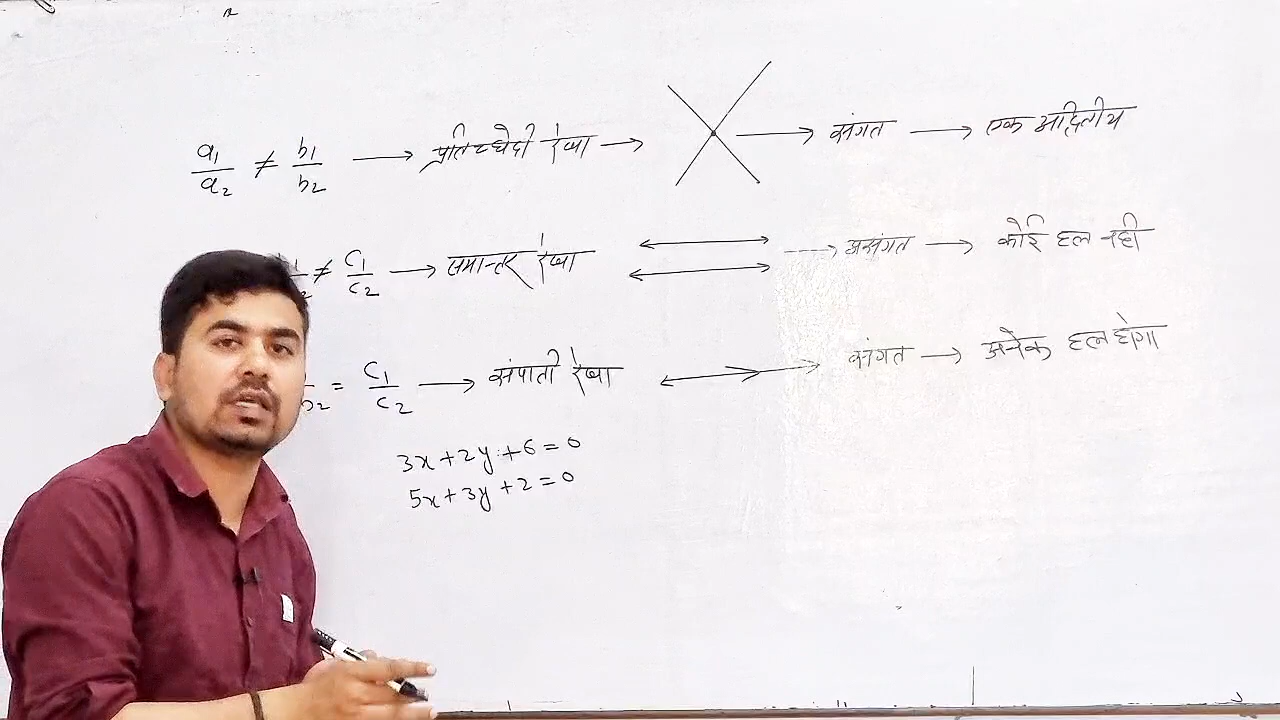 a₁/a₂ ≠ b₁/b₂ → प्रतिच्छेदी रेखा → → संगत → एक अद्वितीय
≠ c₁/c₂ → समान्तर रेखा → असंगत → कोई हल नही
= c₁/c₂ → संपाती रेखा संगत → अनेक हल होगा
3x+2y+6=0
5x+3y+2=0